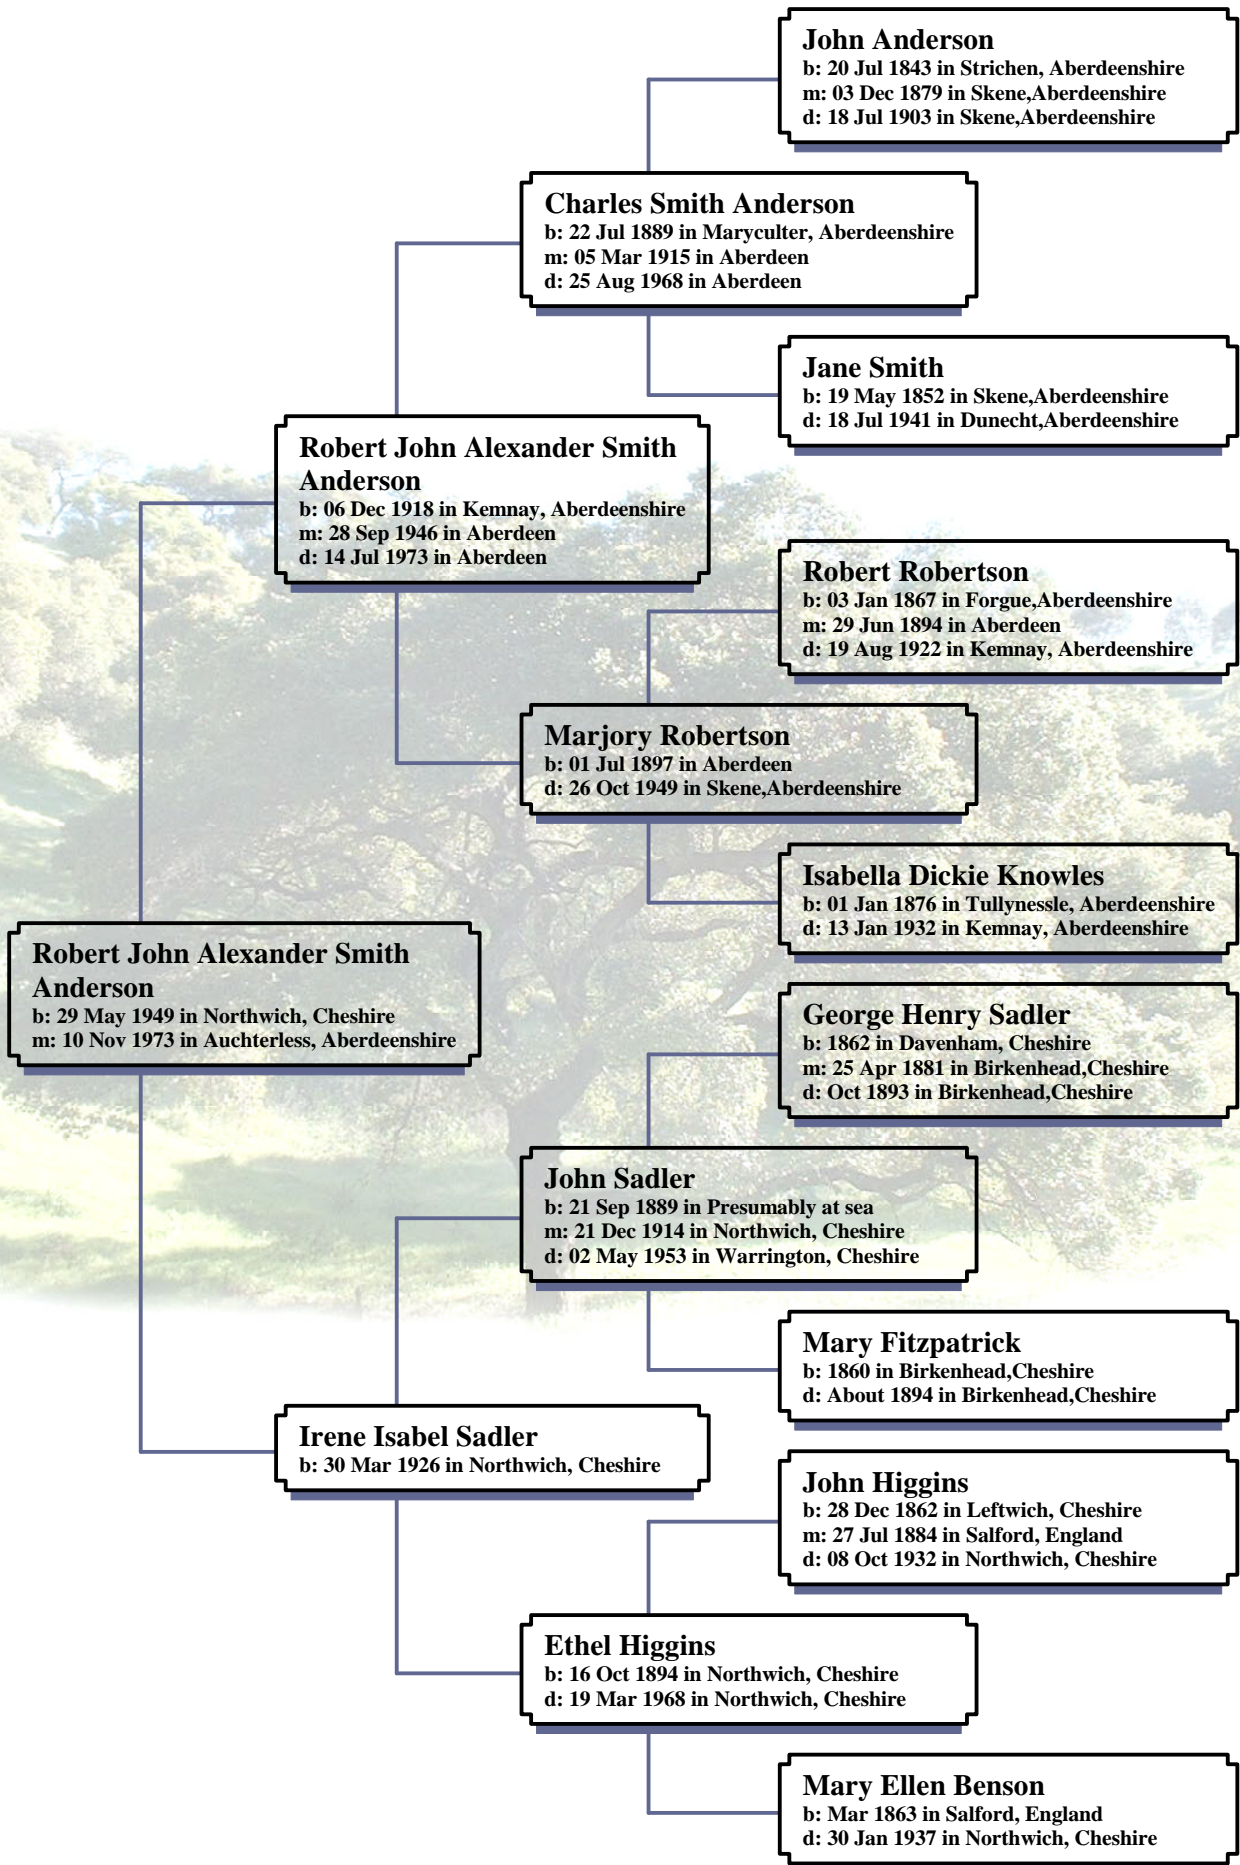 John Anderson
b: 20 Jul 1843 in Strichen, Aberdeenshire
m: 03 Dec 1879 in Skene,Aberdeenshire
d: 18 Jul 1903 in Skene,Aberdeenshire
Charles Smith Anderson
b: 22 Jul 1889 in Maryculter, Aberdeenshire
m: 05 Mar 1915 in Aberdeen
d: 25 Aug 1968 in Aberdeen
Jane Smith
b: 19 May 1852 in Skene,Aberdeenshire
d: 18 Jul 1941 in Dunecht,Aberdeenshire
Robert John Alexander Smith
Anderson
b: 06 Dec 1918 in Kemnay, Aberdeenshire
m: 28 Sep 1946 in Aberdeen
d: 14 Jul 1973 in Aberdeen
Robert Robertson
b: 03 Jan 1867 in Forgue,Aberdeenshire
m: 29 Jun 1894 in Aberdeen
d: 19 Aug 1922 in Kemnay, Aberdeenshire
Marjory Robertson
b: 01 Jul 1897 in Aberdeen
d: 26 Oct 1949 in Skene,Aberdeenshire
Isabella Dickie Knowles
b: 01 Jan 1876 in Tullynessle, Aberdeenshire
d: 13 Jan 1932 in Kemnay, Aberdeenshire
Robert John Alexander Smith
Anderson
b: 29 May 1949 in Northwich, Cheshire
m: 10 Nov 1973 in Auchterless, Aberdeenshire
George Henry Sadler
b: 1862 in Davenham, Cheshire
m: 25 Apr 1881 in Birkenhead,Cheshire
d: Oct 1893 in Birkenhead,Cheshire
John Sadler
b: 21 Sep 1889 in Presumably at sea
m: 21 Dec 1914 in Northwich, Cheshire
d: 02 May 1953 in Warrington, Cheshire
Mary Fitzpatrick
b: 1860 in Birkenhead,Cheshire
d: About 1894 in Birkenhead,Cheshire
Irene Isabel Sadler
b: 30 Mar 1926 in Northwich, Cheshire
John Higgins
b: 28 Dec 1862 in Leftwich, Cheshire
m: 27 Jul 1884 in Salford, England
d: 08 Oct 1932 in Northwich, Cheshire
Ethel Higgins
b: 16 Oct 1894 in Northwich, Cheshire
d: 19 Mar 1968 in Northwich, Cheshire
Mary Ellen Benson
b: Mar 1863 in Salford, England
d: 30 Jan 1937 in Northwich, Cheshire